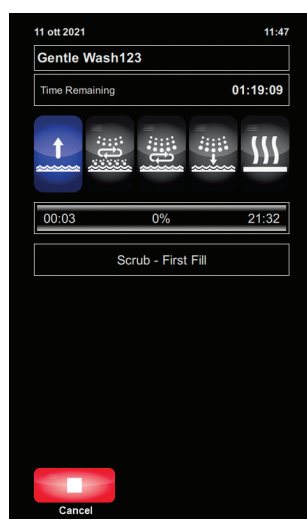 11 ott 2021 11:47
Gentle Wash123
Time Remaining 01:19:09
00:03 0% 21:32
Scrub - First Fill
Cancel